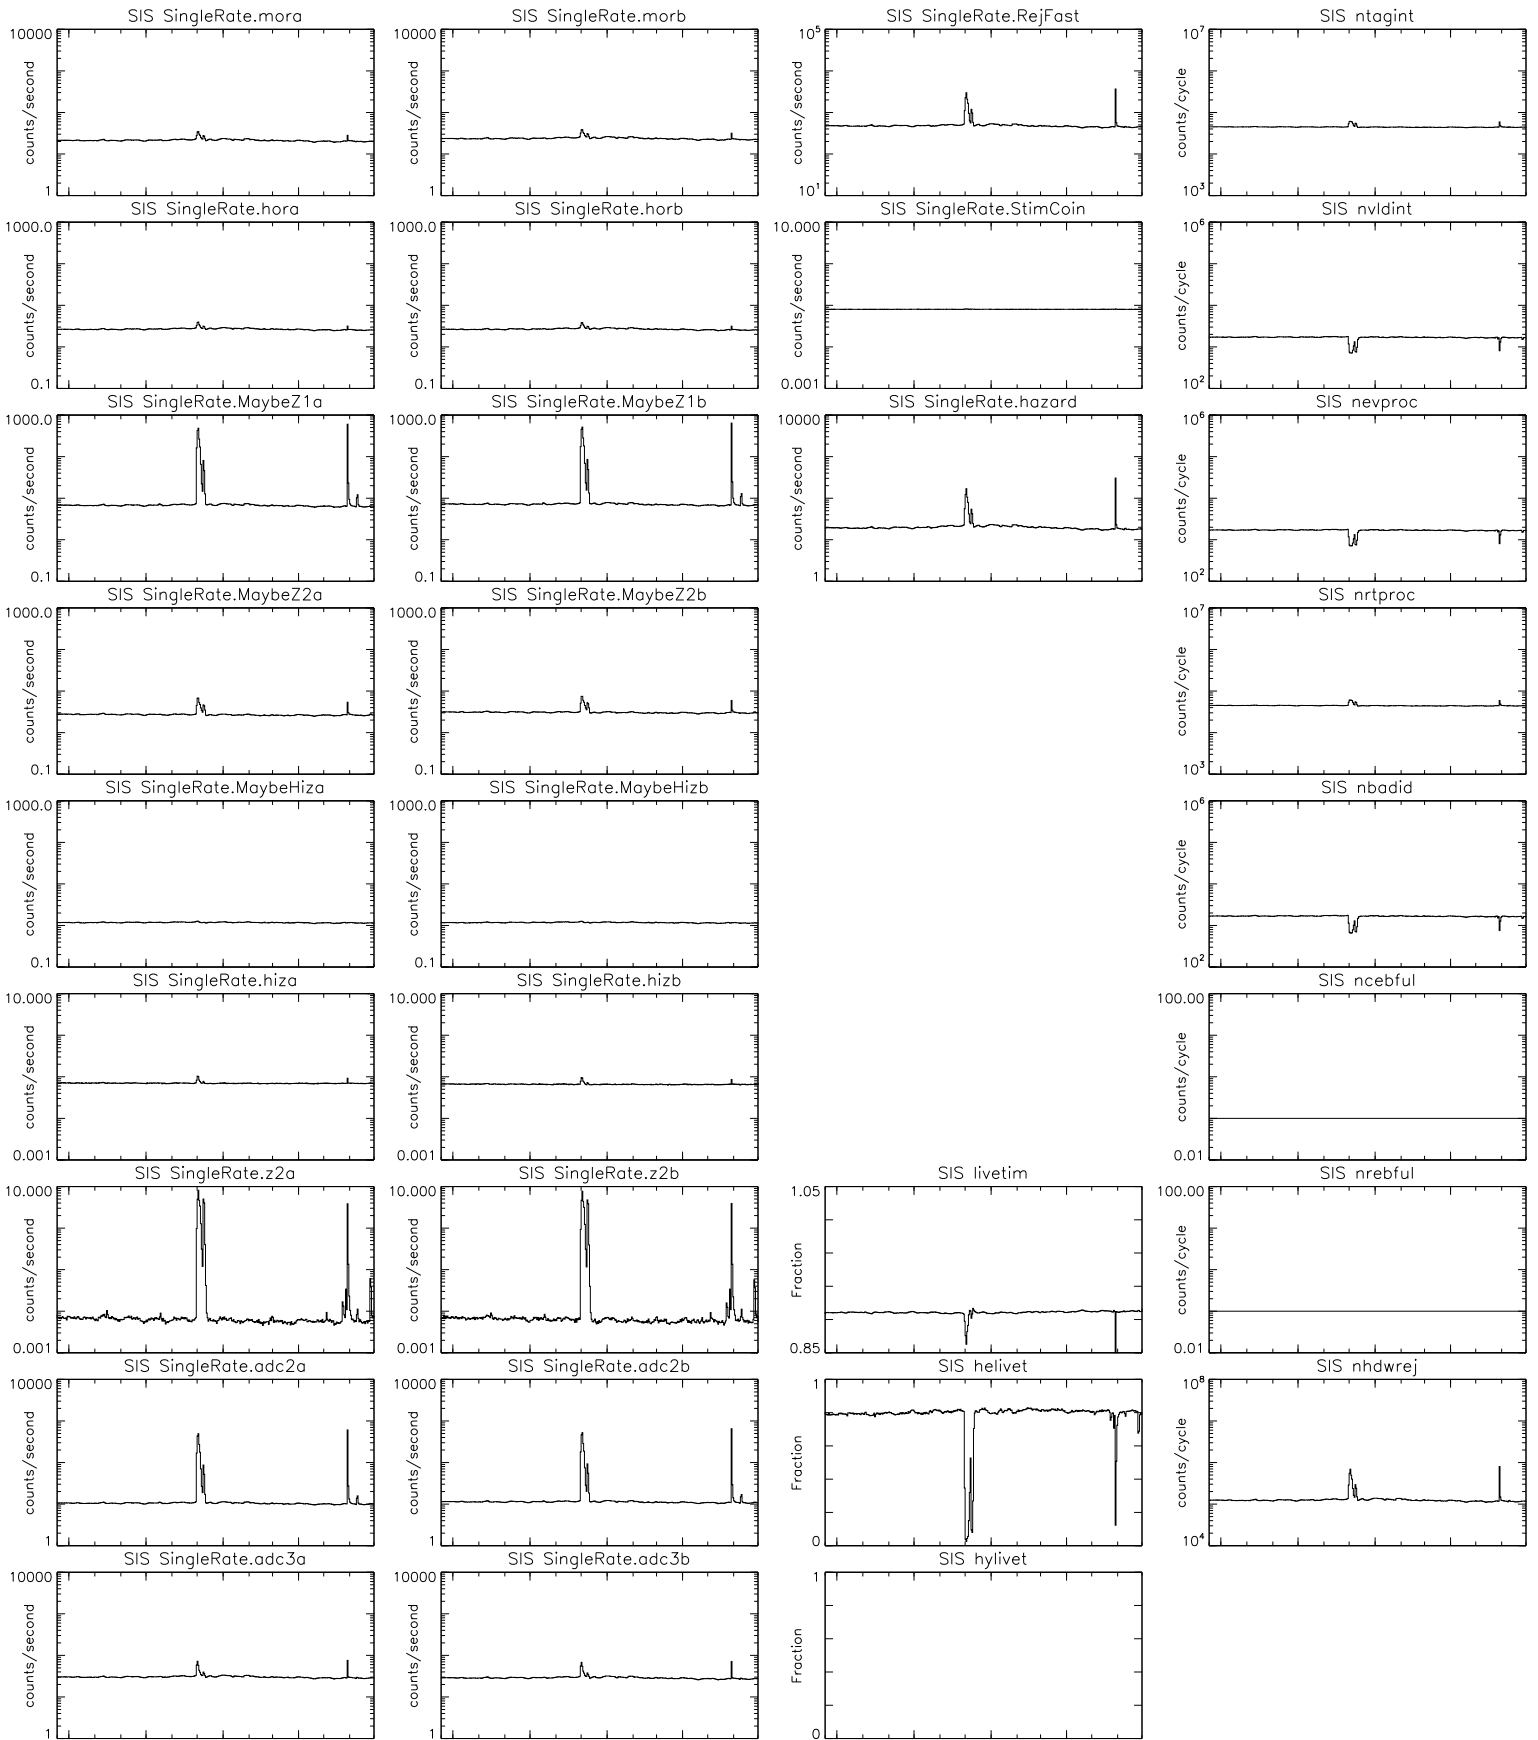 SIS SingleRate.mora
SIS SingleRate.morb
SIS SingleRate.RejFast
SIS ntagint
10000
1
counts/second
10000
1
counts/second
10^5
10^1
counts/second
10^7
10^3
counts/cycle
SIS SingleRate.hora
SIS SingleRate.horb
SIS SingleRate.StimCoin
SIS nvldint
1000.0
0.1
counts/second
1000.0
0.1
counts/second
10.000
0.001
counts/second
10^6
10^2
counts/cycle
SIS SingleRate.MaybeZ1a
SIS SingleRate.MaybeZ1b
SIS SingleRate.hazard
SIS nevproc
1000.0
0.1
counts/second
1000.0
0.1
counts/second
10000
1
counts/second
10^6
10^2
counts/cycle
SIS SingleRate.MaybeZ2a
SIS SingleRate.MaybeZ2b
SIS nrtproc
1000.0
0.1
counts/second
1000.0
0.1
counts/second
10^7
10^3
counts/cycle
SIS SingleRate.MaybeHiza
SIS SingleRate.MaybeHizb
SIS nbadid
1000.0
0.1
counts/second
1000.0
0.1
counts/second
10^6
10^2
counts/cycle
SIS SingleRate.hiza
SIS SingleRate.hizb
SIS ncebful
10.000
0.001
counts/second
10.000
0.001
counts/second
100.00
0.01
counts/cycle
SIS SingleRate.z2a
SIS SingleRate.z2b
SIS livetim
SIS nrebful
10.000
0.001
counts/second
10.000
0.001
counts/second
1.05
0.85
Fraction
100.00
0.01
counts/cycle
SIS SingleRate.adc2a
SIS SingleRate.adc2b
SIS helivet
SIS nhdwrej
10000
1
counts/second
10000
1
counts/second
1
0
Fraction
10^8
10^4
counts/cycle
SIS SingleRate.adc3a
SIS SingleRate.adc3b
SIS hylivet
10000
1
counts/second
10000
1
counts/second
1
0
Fraction